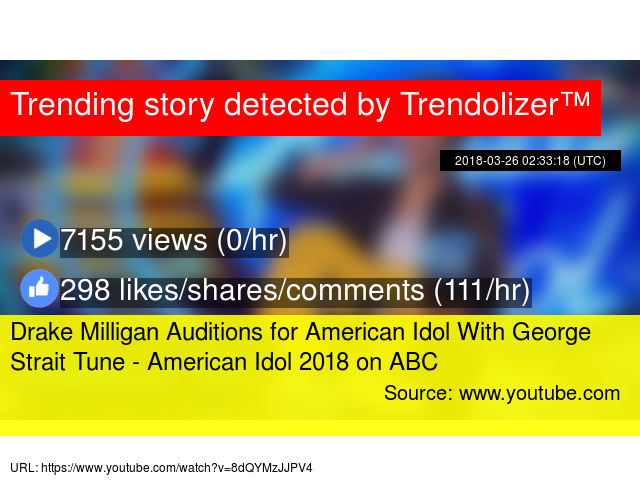 Trending story detected by Trendolizer™
2018-03-26 02:33:18 (UTC)
7155 views (0/hr)
298 likes/shares/comments (111/hr)
Drake Milligan Auditions for American Idol With George
Strait Tune - American Idol 2018 on ABC
Source: www.youtube.com
URL: https://www.youtube.com/watch?v=8dQYMzJJPV4